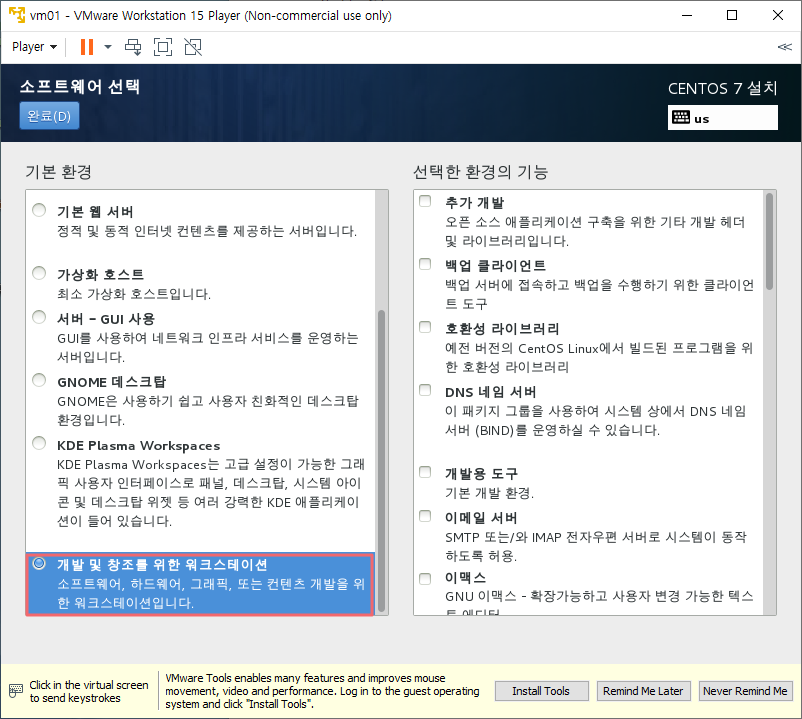 vm01 - VMware Workstation 15 Player (Non-commercial use only)
Player
소프트웨어 선택
완료(D)
CENTOS 7 설치
us
기본 환경
기본 웹 서버
정적 및 동적 인터넷 컨텐츠를 제공하는 서버입니다.
가상화 호스트
최소 가상화 호스트입니다.
서버 - GUI 사용
GUI를 사용하여 네트워크 인프라 서비스를 운영하는
서버입니다.
GNOME 데스크탑
GNOME은 사용하기 쉽고 사용자 친화적인 데스크탑
환경입니다.
KDE Plasma Workspaces
KDE Plasma Workspaces는 고급 설정이 가능한 그래
픽 사용자 인터페이스로 패널, 데스크탑, 시스템 아이
콘 및 데스크탑 위젯 등 여러 강력한 KDE 애플리케이
션이 들어 있습니다.
개발 및 창조를 위한 워크스테이션
소프트웨어, 하드웨어, 그래픽, 또는 컨텐츠 개발을 위
한 워크스테이션입니다.
선택한 환경의 기능
추가 개발
오픈 소스 애플리케이션 구축을 위한 기타 개발 헤더
및 라이브러리입니다.
백업 클라이언트
백업 서버에 접속하고 백업을 수행하기 위한 클라이언
트 도구
호환성 라이브러리
예전 버전의 CentOS Linux에서 빌드된 프로그램을 위
한 호환성 라이브러리
DNS 네임 서버
이 패키지 그룹을 사용하여 시스템 상에서 DNS 네임
서버 (BIND)를 운영하실 수 있습니다.
개발용 도구
기본 개발 환경.
이메일 서버
SMTP 또는/와 IMAP 전자우편 서버로 시스템이 동작
하도록 허용.
이맥스
GNU 이맥스 - 확장가능하고 사용자 변경 가능한 텍스
트 에디터
Click in the virtual screen
to send keystrokes
VMware Tools enables many features and improves mouse
movement, video and performance. Log in to the guest operating
system and click "Install Tools".
Install Tools
Remind Me Later
Never Remind Me